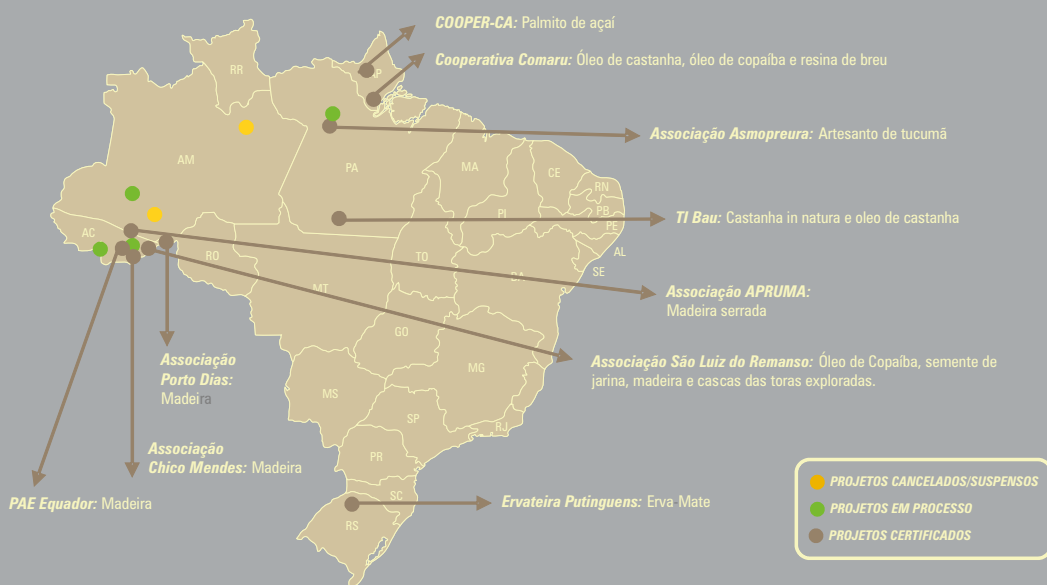 COOPER-CA: Palmito de açaí
Cooperativa Comaru: Óleo de castanha, óleo de copaíba e resina de breu
RR
AP
Associação Asmopreura: Artesanto de tucumã
AM
PA
MA
CE
RN
PB
PE
PI
AL
SE
TI Bau: Castanha in natura e oleo de castanha
AC
RO
TO
BA
MT
Associação APRUMA:
Madeira serrada
GO
MG
Associação São Luiz do Remanso: Óleo de Copaíba, semente de
jarina, madeira e cascas das toras exploradas.
Associação
Porto Dias:
Madeira
MS
SP
RJ
Associação
Chico Mendes: Madeira
PR
SC
RS
PAE Equador: Madeira
Ervateira Putinguens: Erva Mate
PROJETOS CANCELADOS/SUSPENSOS
PROJETOS EM PROCESSO
PROJETOS CERTIFICADOS